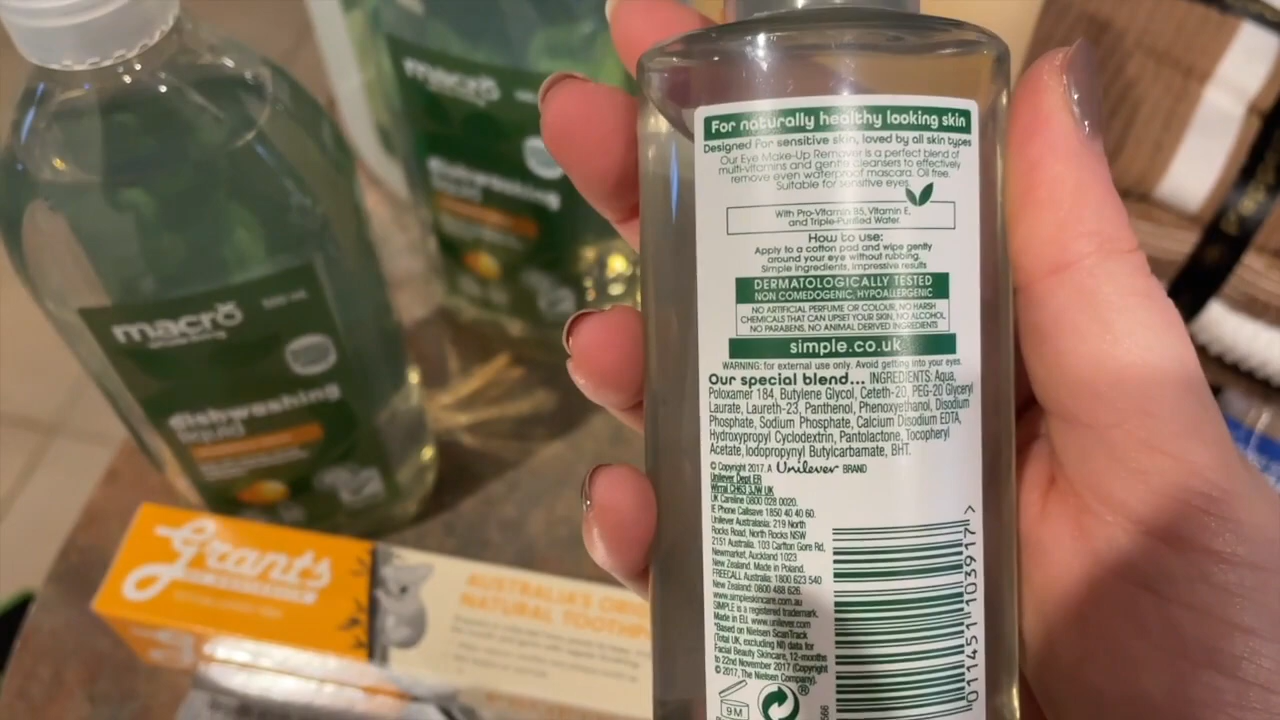 macro
dishwashing
liquid
macro
dishwashing
Grants
AUSTRALIA'S
NATURAL
For naturally healthy looking skin
Designed for sensitive skin, loved by all skin types
Our Eye Make-Up Remover is a perfect blend of
multi-vitamins and gentle cleansers to effectively
remove even waterproof mascara. Oil free.
Suitable for sensitive eyes.
With Pro-Vitamin B5, Vitamin E,
and Triple-Purified Water.
How to use:
Apply to a cotton pad and wipe gently
around your eye without rubbing.
Simple ingredients, impressive results
DERMATOLOGICALLY TESTED
NON COMEDOGENIC, HYPOALLERGENIC
NO ARTIFICIAL PERFUME OR COLOUR, NO HARSH
CHEMICALS THAT CAN UPSET YOUR SKIN, NO ALCOHOL
NO PARABENS, NO ANIMAL DERIVED INGREDIENTS
simple.co.uk
WARNING: for external use only. Avoid getting into your eyes.
Our special blend... INGREDIENTS: Aqua,
Poloxamer 184, Butylene Glycol, Ceteth-20, PEG-20 Glyceryl
Laurate, Laureth-23, Panthenol, Phenoxyethanol, Disodium
Phosphate, Sodium Phosphate, Calcium Disodium EDTA,
Hydroxypropyl Cyclodextrin, Pantolactone, Tocopheryl
Acetate, Iodopropynyl Butylcarbamate, BHT.
© Copyright 2017. A Unilever BRAND
Unilever Dept ER
Wirral CH63 3JW UK
UK Careline 0800 028 0020.
IE Phone Callsave 1850 40 40 60.
Unilever Australasia: 219 North
Rocks Road, North Rocks NSW
2151 Australia. 103 Carlton Gore Rd,
Newmarket, Auckland 1023
New Zealand. Made in Poland.
FREECALL Australia: 1800 623 540
New Zealand: 0800 488 626.
www.simpleskincare.com.au
SIMPLE is a registered trademark.
Made in EU. www.unilever.com
*Based on Nielsen ScanTrack
(Total UK, excluding NI) data for
Facial Beauty Skincare, 12-months
to 22nd November 2017 (Copyright
© 2017, The Nielsen Company).
9 M
®
566
011451 103917 >